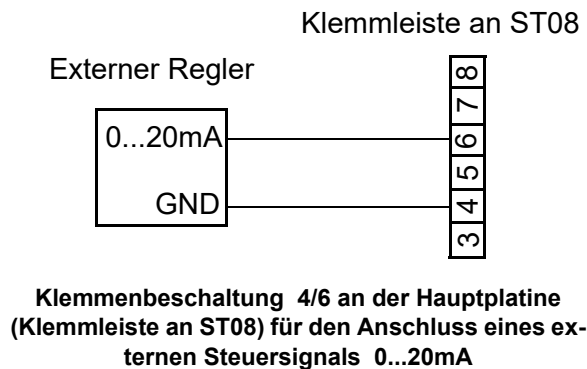 Klemmleiste an ST08
Externer Regler
0...20mA
GND
8
7
6
5
4
3
Klemmenbeschaltung 4/6 an der Hauptplatine
(Klemmleiste an ST08) für den Anschluss eines ex-
ternen Steuersignals 0...20mA